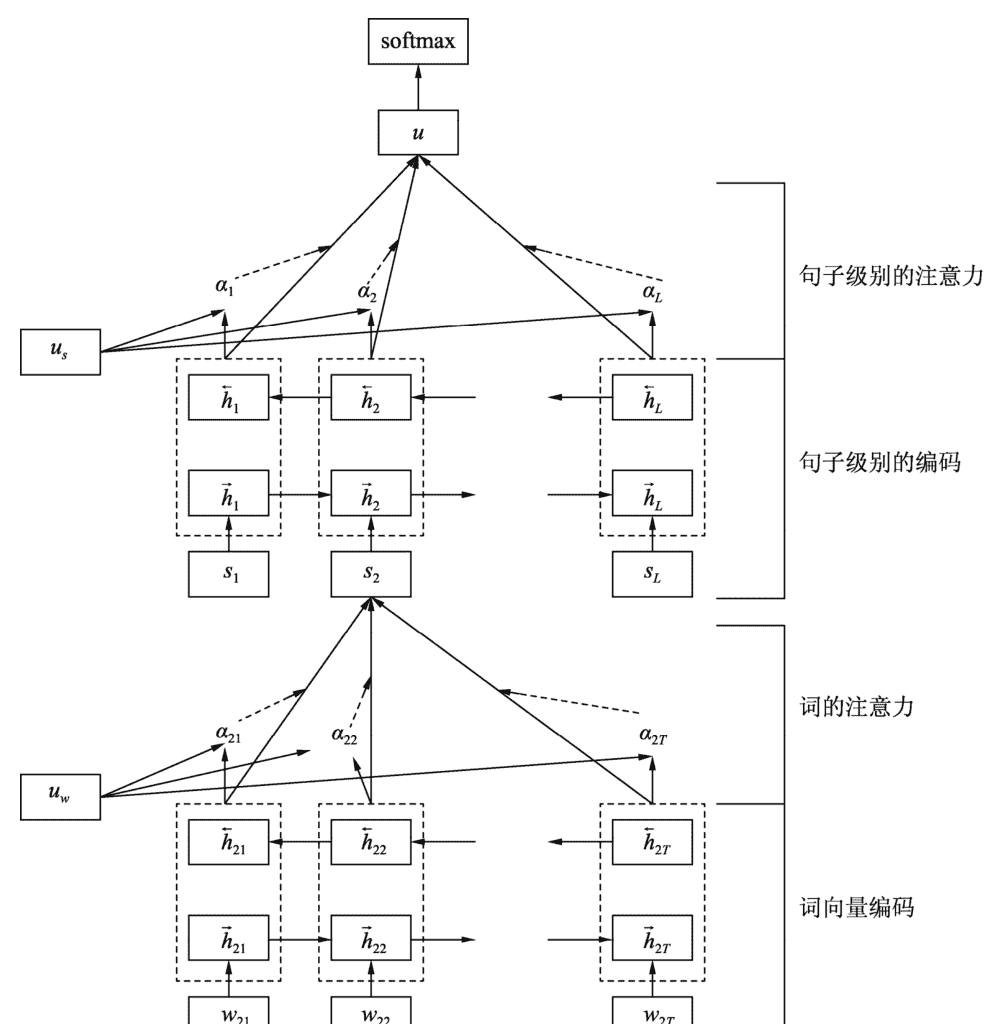 softmax
u
α1 α2 αL
句子级别的注意力
us
←h1 ←h2 ←hL
句子级别的编码
→h1 →h2 →hL
s1 s2 sL
词的注意力
α21 α22 α2T
uw
←h21 ←h22 ←h2T
词向量编码
→h21 →h22 →h2T
w21 w22 w2T